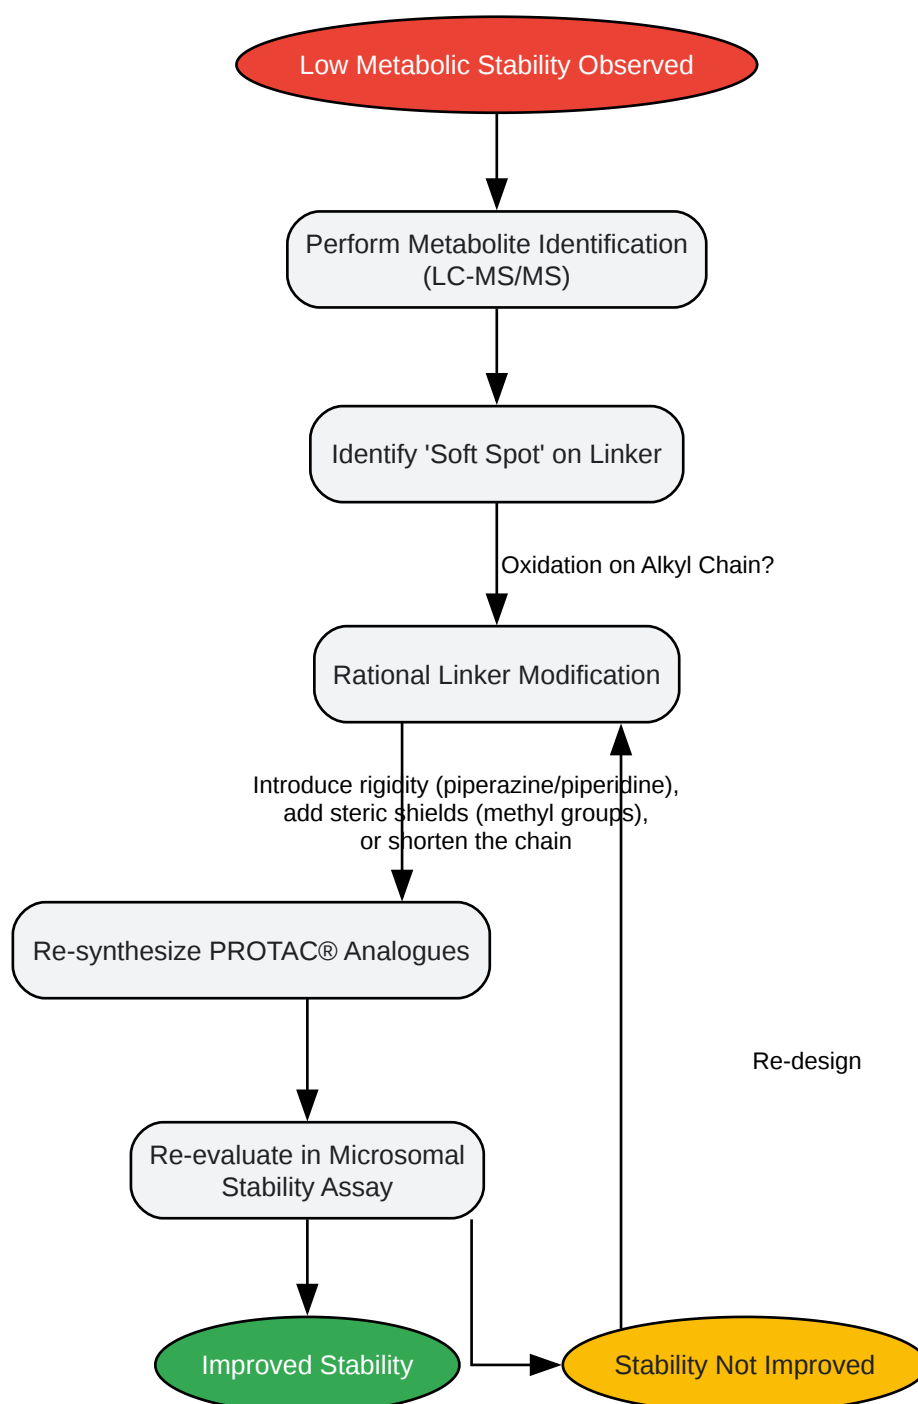 Low Metabolic Stability Observed
Perform Metabolite Identification
(LC-MS/MS)
Identify 'Soft Spot' on Linker
Oxidation on Alkyl Chain?
Rational Linker Modification
Introduce rigidity (piperazine/piperidine),
add steric shields (methyl groups),
or shorten the chain
Re-synthesize PROTAC® Analogues
Re-design
Re-evaluate in Microsomal
Stability Assay
Improved Stability
Stability Not Improved